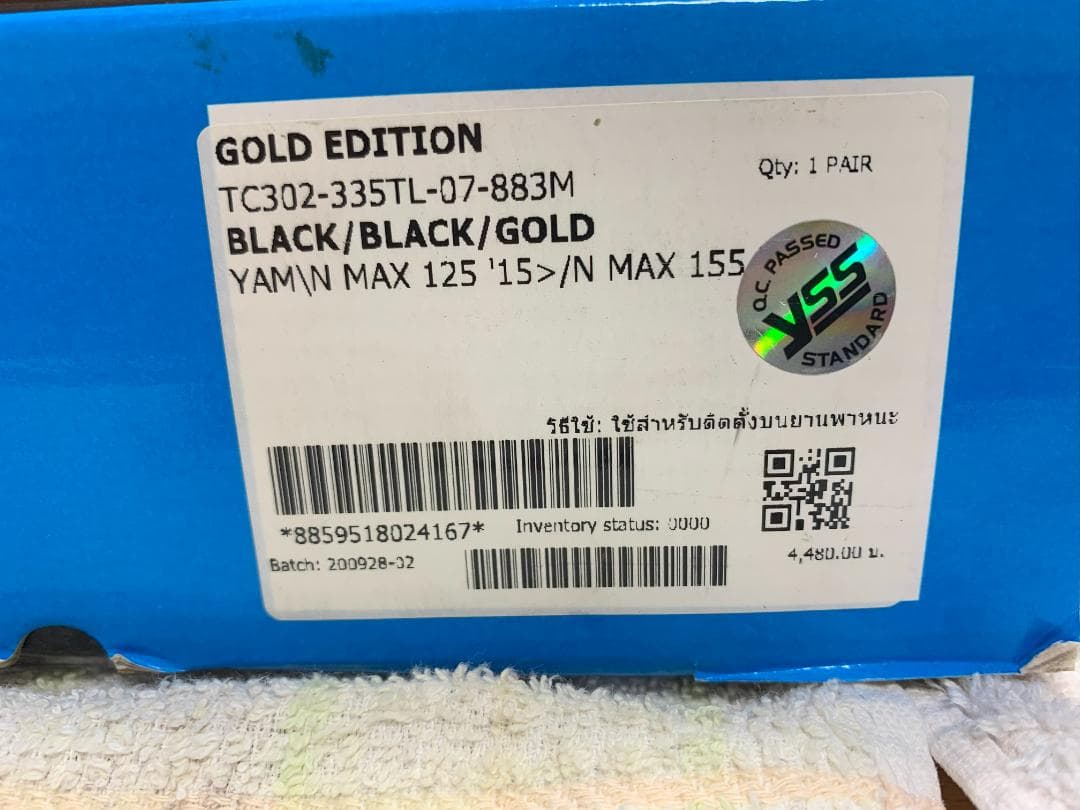 GOLD EDITION
Qty: 1 PAIR
TC302-335TL-07-883M
BLACK/BLACK/GOLD
YAM\N MAX 125 '15>/N MAX 155
Q.C. PASSED
YSS
STANDARD
วิธีใช้: ใช้สำหรับติดตั้งบนยานพาหนะ
*8859518024167*
Inventory status: 0000
Batch: 200928-02
4,480.00 บ.